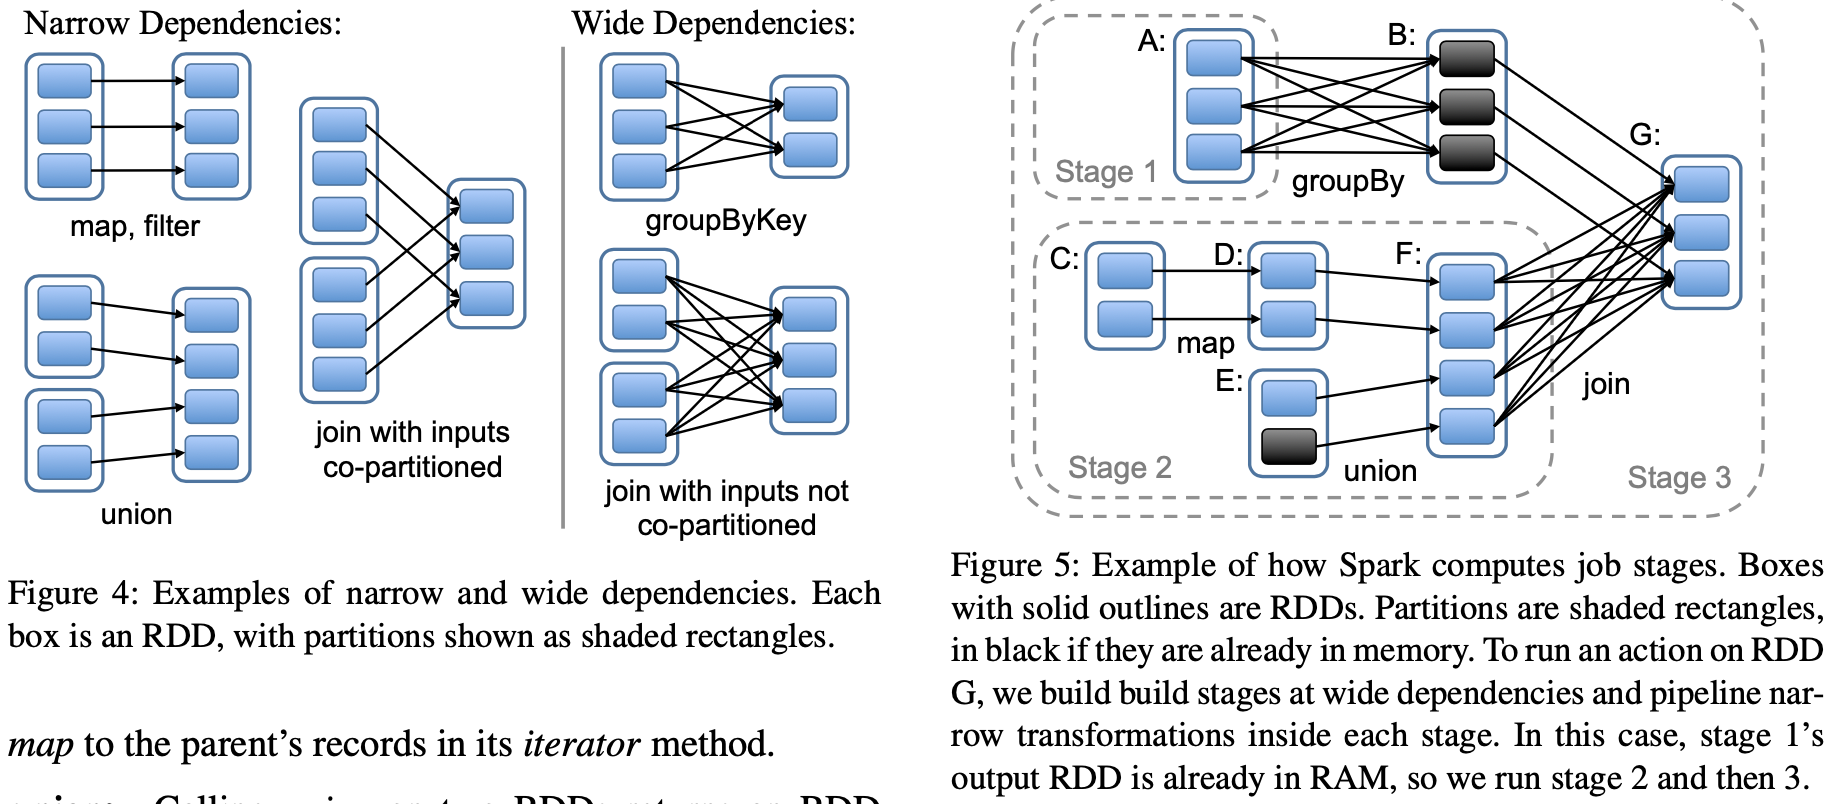 Narrow Dependencies:
map, filter
union
join with inputs
co-partitioned
Wide Dependencies:
groupByKey
join with inputs not
co-partitioned
Figure 4: Examples of narrow and wide dependencies. Each
box is an RDD, with partitions shown as shaded rectangles.
map to the parent's records in its iterator method.
A:
B:
Stage 1
groupBy
G:
C:
D:
F:
map
E:
join
Stage 2
union
Stage 3
Figure 5: Example of how Spark computes job stages. Boxes
with solid outlines are RDDs. Partitions are shaded rectangles,
in black if they are already in memory. To run an action on RDD
G, we build build stages at wide dependencies and pipeline nar-
row transformations inside each stage. In this case, stage 1's
output RDD is already in RAM, so we run stage 2 and then 3.